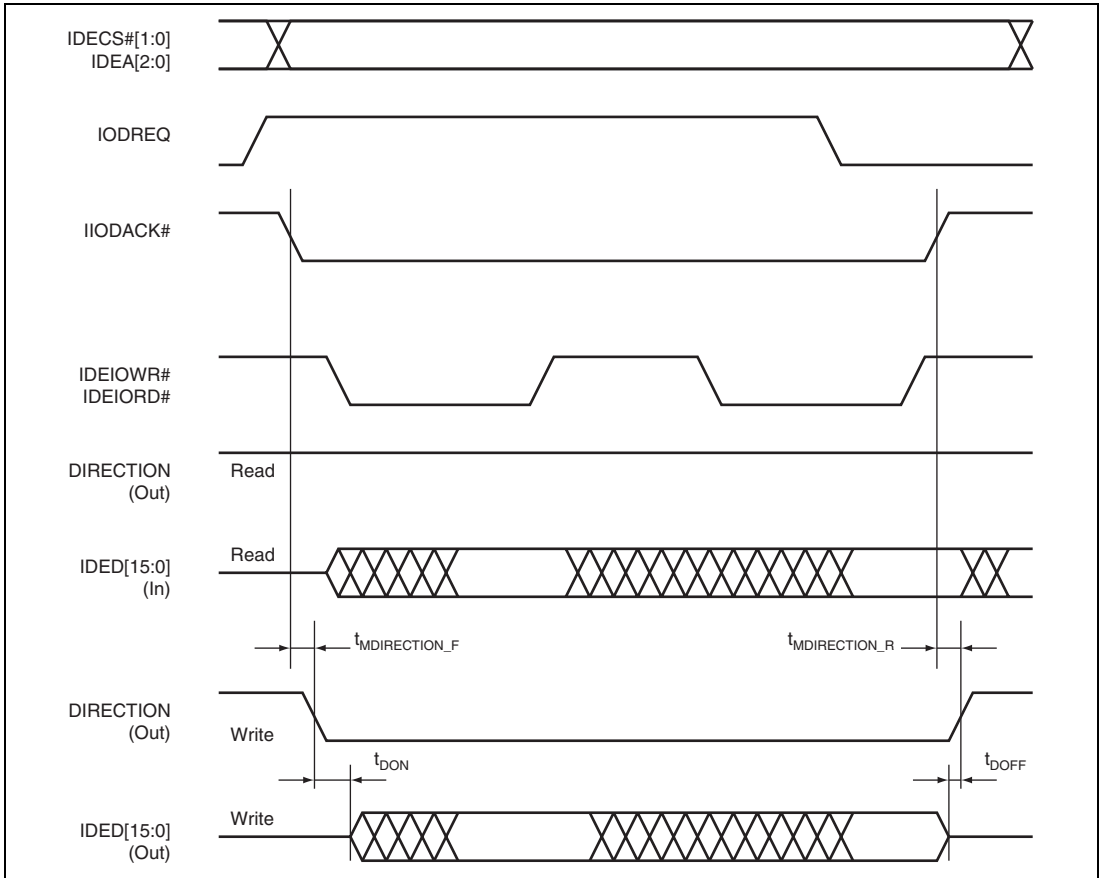 IDECS#[1:0]
IDEA[2:0]
IODREQ
IIODACK#
IDEIOWR#
IDEIORD#
DIRECTION
(Out)
Read
IDED[15:0]
(In)
Read
tMDIRECTION_F
tMDIRECTION_R
DIRECTION
(Out)
Write
tDON
tDOFF
IDED[15:0]
(Out)
Write